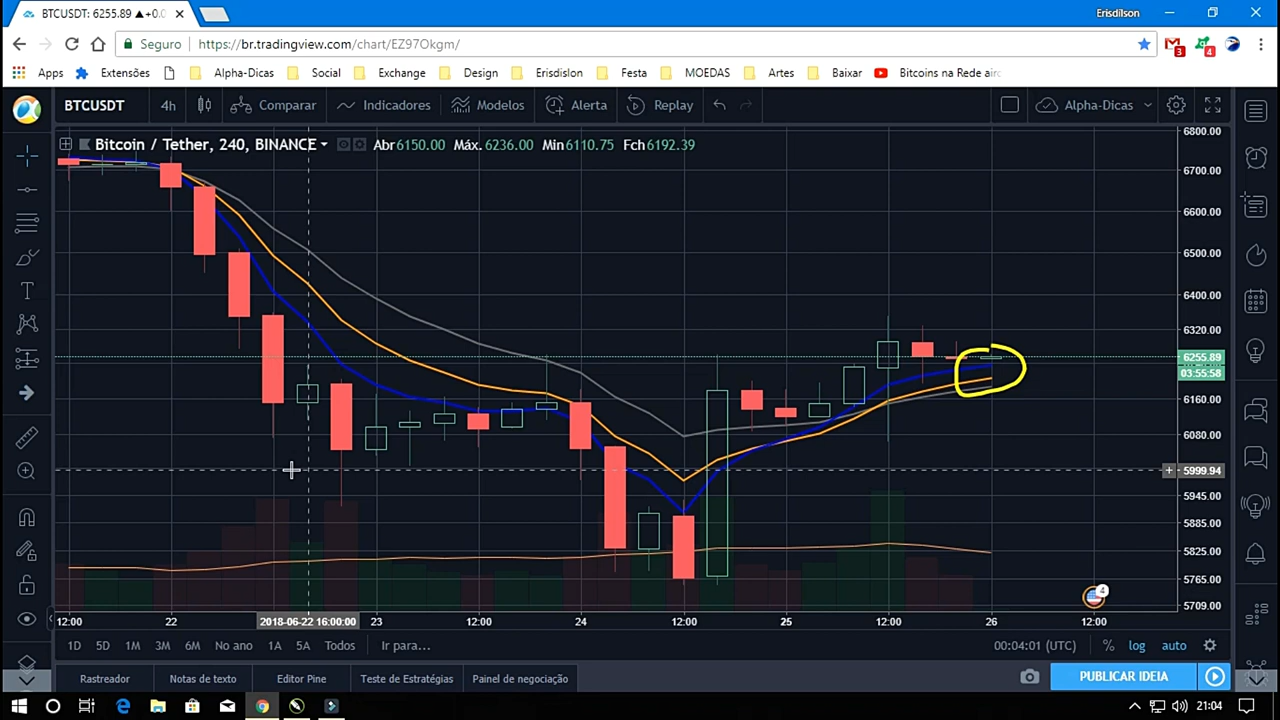 BTCUSDT: 6255.89 ▲+0.0
Erisdilson
Seguro
https://br.tradingview.com/chart/EZ97Okgm/
3
4
Apps
Extensões
Alpha-Dicas
Social
Exchange
Design
Erisdislon
Festa
MOEDAS
Artes
Baixar
Bitcoins na Rede airc
BTCUSDT
4h
Comparar
Indicadores
Modelos
Alerta
Replay
Alpha-Dicas
Bitcoin / Tether, 240, BINANCE
Abr6150.00 Máx. 6236.00 Min6110.75 Fch6192.39
6800.00
6700.00
6600.00
6500.00
6400.00
6320.00
6255.89
03:55:58
6160.00
6080.00
5999.94
5945.00
5885.00
5825.00
5765.00
5709.00
4
12:00
22
2018-06-22 16:00:00
23
12:00
24
12:00
25
12:00
26
12:00
1D
5D
1M
3M
6M
No ano
1A
5A
Todos
Ir para...
00:04:01 (UTC)
%
log
auto
Rastreador
Notas de texto
Editor Pine
Teste de Estratégias
Painel de negociação
PUBLICAR IDEIA
21:04